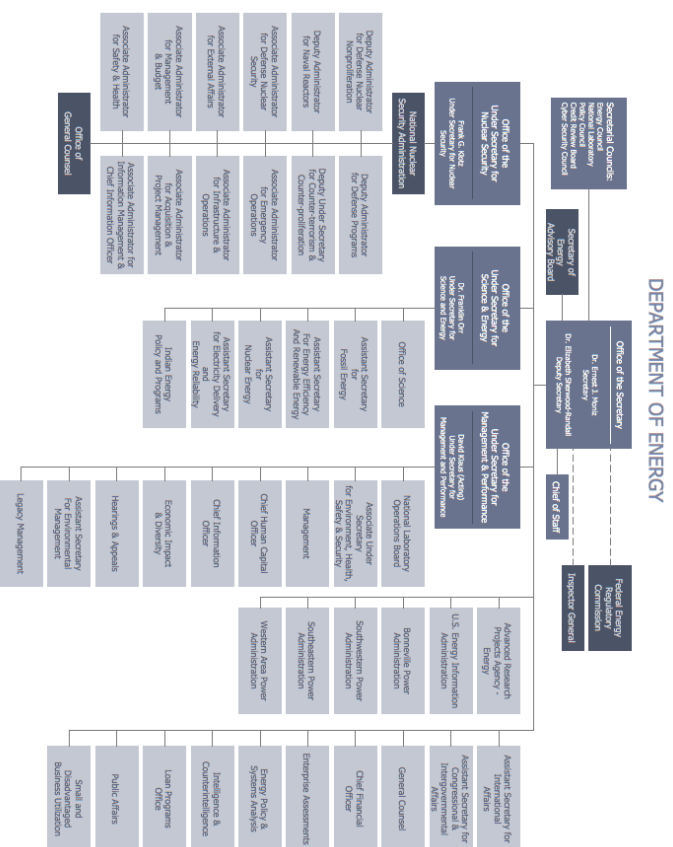 DEPARTMENT OF ENERGY
Office of the Secretary
Dr. Ernest J. Moniz
Secretary
Dr. Elizabeth Sherwood-Randall
Deputy Secretary
Secretarial Councils:
Energy Council
National Laboratory
Policy Council
Credit Review Board
Cyber Security Council
Secretary of
Energy
Advisory Board
Chief of Staff
Federal Energy
Regulatory
Commission
Inspector General
Office of the
Under Secretary for
Nuclear Security
Frank G. Klotz
Under Secretary for Nuclear
Security
Office of the
Under Secretary for
Science & Energy
Dr. Franklin Orr
Under Secretary for
Science and Energy
Office of the
Under Secretary for
Management & Performance
David Klaus (Acting)
Under Secretary for
Management and Performance
National Nuclear
Security Administration
Deputy Administrator
for Defense Nuclear
Nonproliferation
Deputy Administrator
for Defense Programs
Deputy Administrator
for Naval Reactors
Deputy Under Secretary
for Counter-terrorism &
Counter-proliferation
Associate Administrator
for Defense Nuclear
Security
Associate Administrator
for Emergency
Operations
Associate Administrator
for External Affairs
Associate Administrator
for Infrastructure &
Operations
Associate Administrator
for Management
& Budget
Associate Administrator
for Acquisition &
Project Management
Associate Administrator
for Safety & Health
Associate Administrator for
Information Management &
Chief Information Officer
Office of
General Counsel
Office of Science
Assistant Secretary
for
Fossil Energy
Assistant Secretary
For Energy Efficiency
And Renewable Energy
Assistant Secretary
for
Nuclear Energy
Assistant Secretary
for Electricity Delivery
and
Energy Reliability
Indian Energy
Policy and Programs
National Laboratory
Operations Board
Associate Under
Secretary
for Environment, Health,
Safety & Security
Management
Chief Human Capital
Officer
Chief Information
Officer
Economic Impact
& Diversity
Hearings & Appeals
Assistant Secretary
For Environmental
Management
Legacy Management
Advanced Research
Projects Agency -
Energy
U.S. Energy Information
Administration
Bonneville Power
Administration
Southwestern Power
Administration
Southeastern Power
Administration
Western Area Power
Administration
Assistant Secretary for
International
Affairs
Assistant Secretary for
Congressional &
Intergovernmental
Affairs
General Counsel
Chief Financial
Officer
Enterprise Assessments
Energy Policy &
Systems Analysis
Intelligence &
Counterintelligence
Loan Programs
Office
Public Affairs
Small and
Disadvantaged
Business Utilization